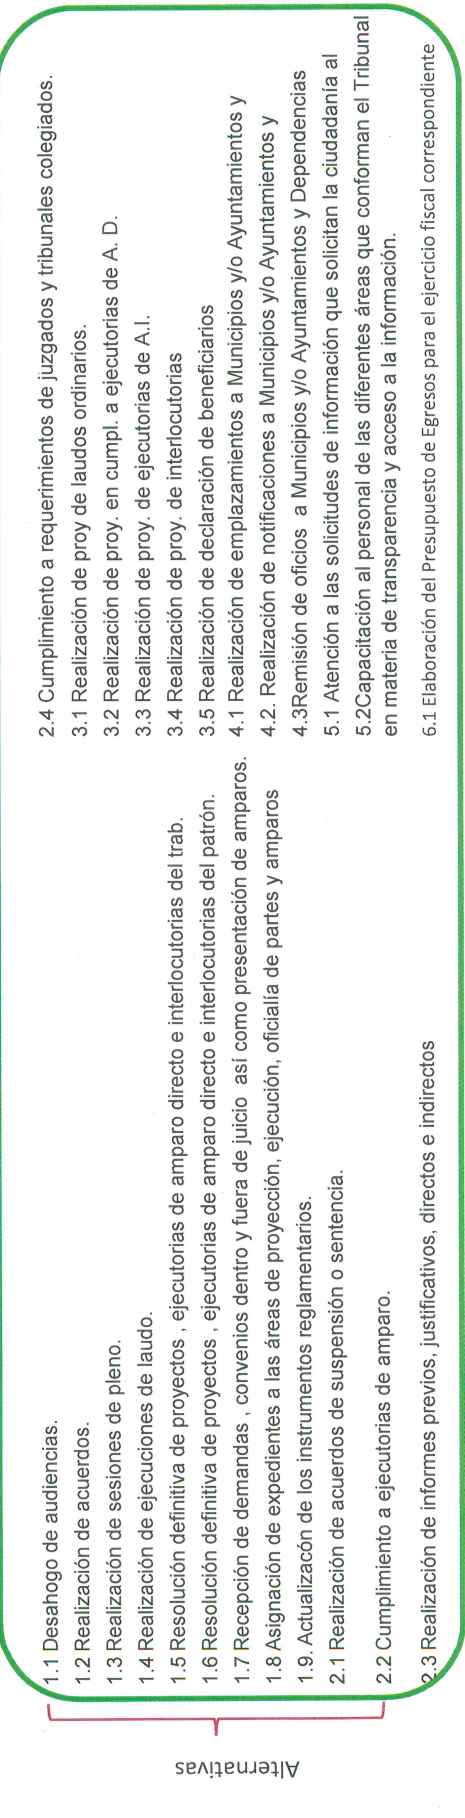 Alternativas
1.1 Desahogo de audiencias.
1.2 Realización de acuerdos.
1.3 Realización de sesiones de pleno.
1.4 Realización de ejecuciones de laudo.
1.5 Resolución definitiva de proyectos , ejecutorias de amparo directo e interlocutorias del trab.
1.6 Resolución definitiva de proyectos , ejecutorias de amparo directo e interlocutorias del patrón.
1.7 Recepción de demandas , convenios dentro y fuera de juicio así como presentación de amparos.
1.8 Asignación de expedientes a las áreas de proyección, ejecución, oficialía de partes y amparos
1.9. Actualizacón de los instrumentos reglamentarios.
2.1 Realización de acuerdos de suspensión o sentencia.
2.2 Cumplimiento a ejecutorias de amparo.
2.3 Realización de informes previos, justificativos, directos e indirectos
2.4 Cumplimiento a requerimientos de juzgados y tribunales colegiados.
3.1 Realización de proy de laudos ordinarios.
3.2 Realización de proy. en cumpl. a ejecutorias de A. D.
3.3 Realización de proy. de ejecutorias de A.I.
3.4 Realización de proy. de interlocutorias
3.5 Realización de declaración de beneficiarios
4.1 Realización de emplazamientos a Municipios y/o Ayuntamientos y
4.2. Realización de notificaciones a Municipios y/o Ayuntamientos y
4.3Remisión de oficios a Municipios y/o Ayuntamientos y Dependencias
5.1 Atención a las solicitudes de información que solicitan la ciudadanía al
5.2Capacitación al personal de las diferentes áreas que conforman el Tribunal
en materia de transparencia y acceso a la información.
6.1 Elaboración del Presupuesto de Egresos para el ejercicio fiscal correspondiente